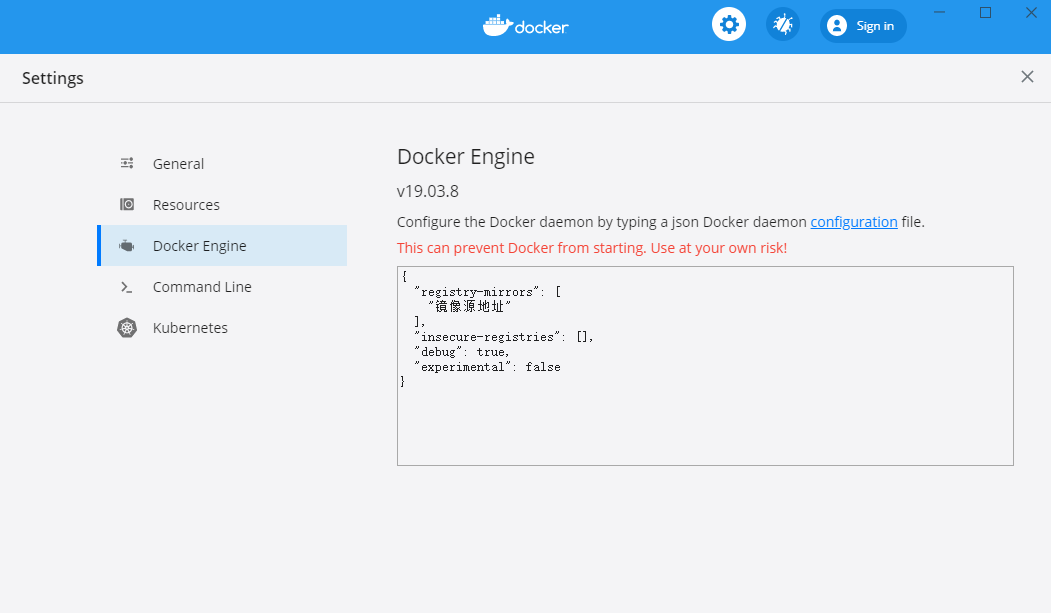 docker
Sign in
Settings
General
Resources
Docker Engine
Command Line
Kubernetes
Docker Engine
v19.03.8
Configure the Docker daemon by typing a json Docker daemon configuration file.
This can prevent Docker from starting. Use at your own risk!
{
  "registry-mirrors": [
    "镜像源地址"
  ],
  "insecure-registries": [],
  "debug": true,
  "experimental": false
}